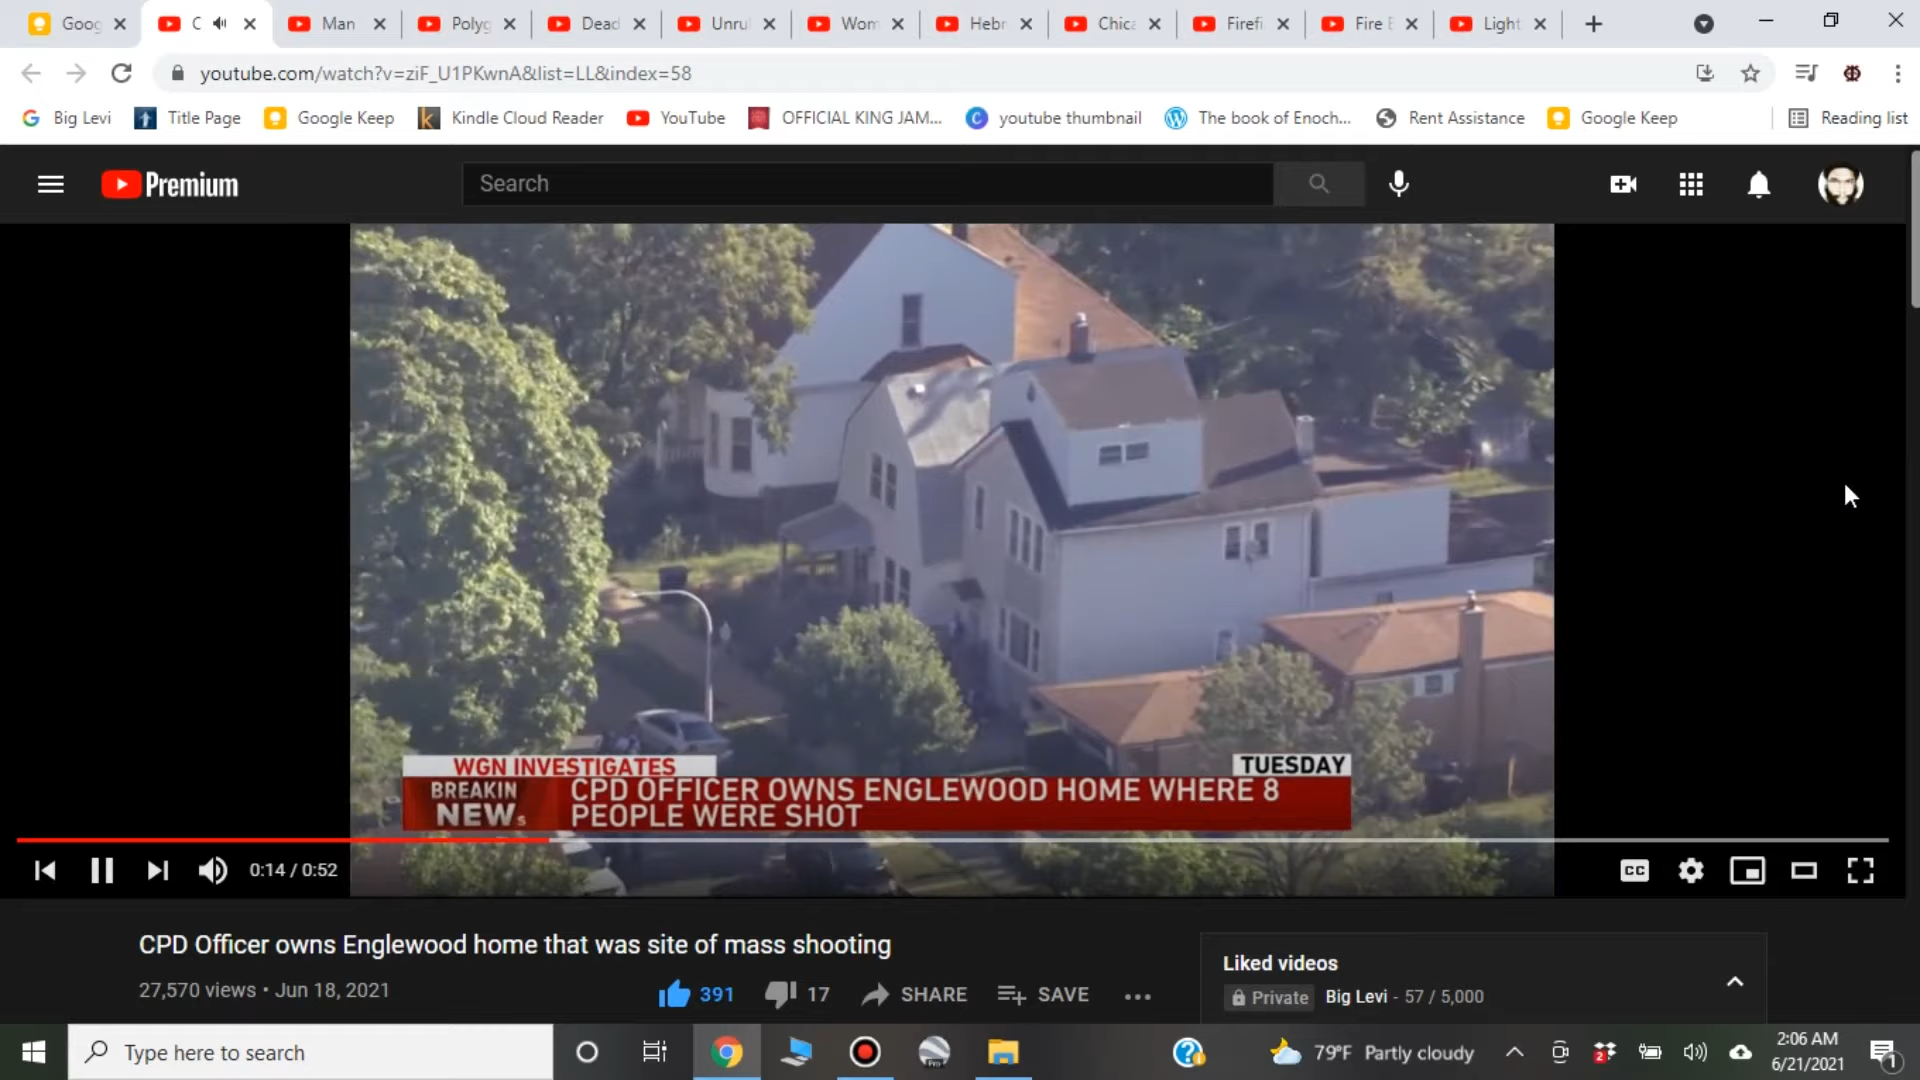 Goog
C
Man
Polyg
Dead
Unru
Wom
Hebr
Chica
Firefi
Fire E
Light
youtube.com/watch?v=ziF_U1PKwnA&list=LL&index=58
Big Levi
Title Page
Google Keep
Kindle Cloud Reader
YouTube
OFFICIAL KING JAM...
youtube thumbnail
The book of Enoch...
Rent Assistance
Google Keep
Reading list
Premium
Search
WGN INVESTIGATES
TUESDAY
BREAKIN
NEWs
CPD OFFICER OWNS ENGLEWOOD HOME WHERE 8
PEOPLE WERE SHOT
0:14 / 0:52
CC
CPD Officer owns Englewood home that was site of mass shooting
27,570 views • Jun 18, 2021
391
17
SHARE
SAVE
Liked videos
Private
Big Levi - 57 / 5,000
Type here to search
79°F Partly cloudy
2
2:06 AM
6/21/2021
1